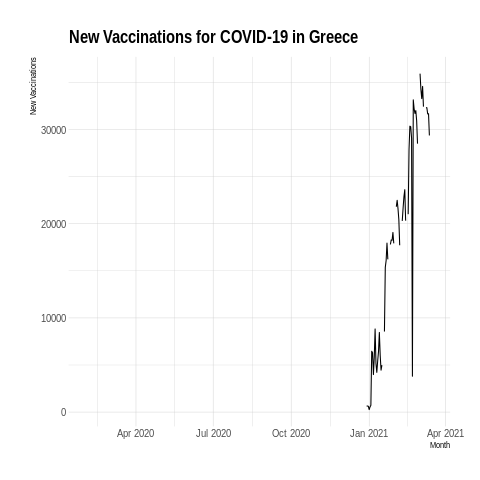 New Vaccinations for COVID-19 in Greece
New Vaccinations
30000
20000
10000
0
Apr 2020 Jul 2020 Oct 2020 Jan 2021 Apr 2021
Month